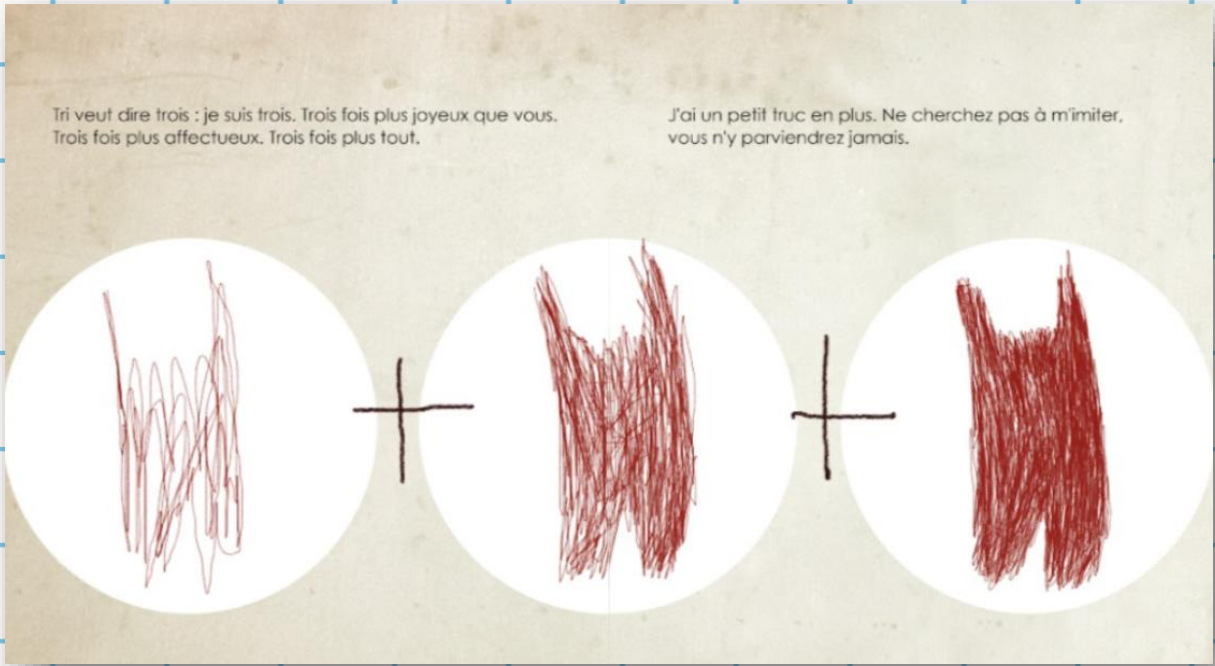 Tri veut dire trois : je suis trois. Trois fois plus joyeux que vous.
Trois fois plus affectueux. Trois fois plus tout.
J'ai un petit truc en plus. Ne cherchez pas à m'imiter,
vous n'y parviendrez jamais.